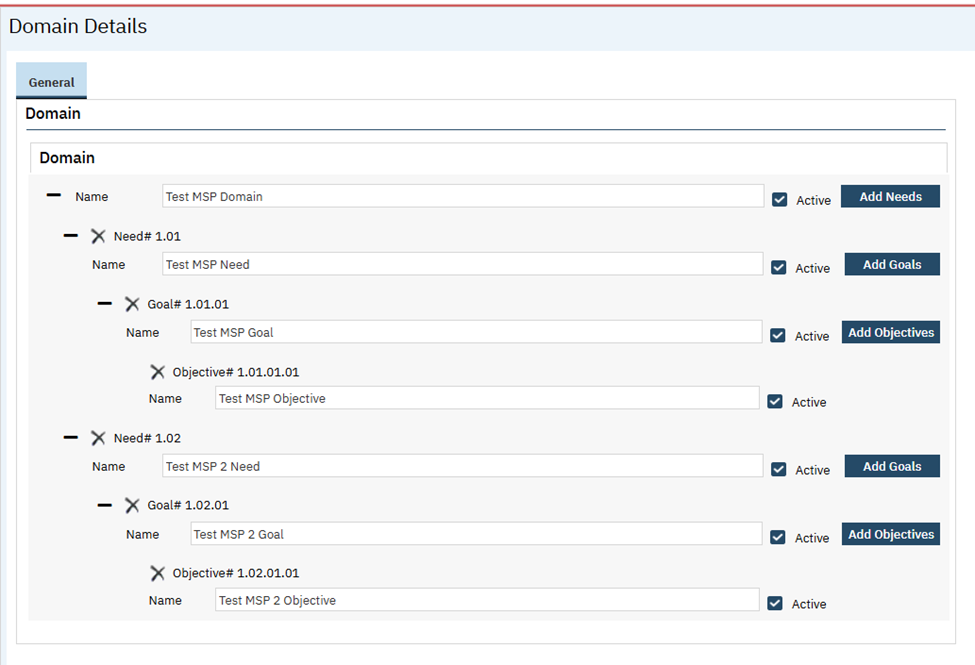 Domain Details
General
Domain
Domain
Name Test MSP Domain Active Add Needs
Need# 1.01
Name Test MSP Need Active Add Goals
Goal# 1.01.01
Name Test MSP Goal Active Add Objectives
Objective# 1.01.01.01
Name Test MSP Objective Active
Need# 1.02
Name Test MSP 2 Need Active Add Goals
Goal# 1.02.01
Name Test MSP 2 Goal Active Add Objectives
Objective# 1.02.01.01
Name Test MSP 2 Objective Active